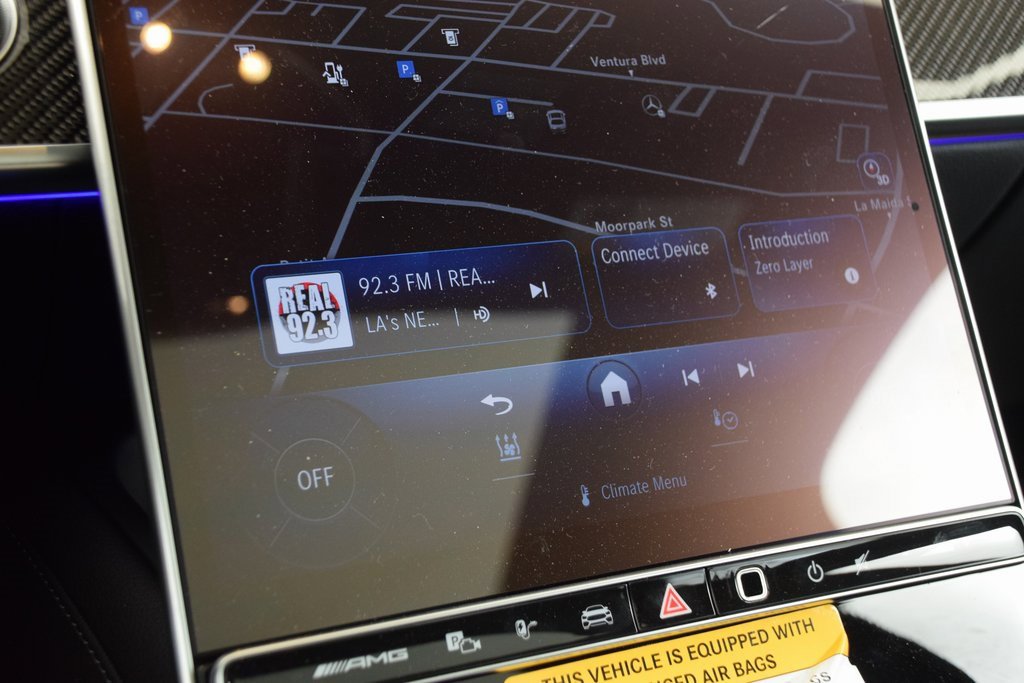 P
P
Ventura Blvd
P
3D
La Maida
Moorpark St
Connect Device
Introduction
Zero Layer
REAL
92.3
92.3 FM | REA...
LA's NE... | HD
OFF
Climate Menu
AMG
P
THIS VEHICLE IS EQUIPPED WITH
AIR BAGS